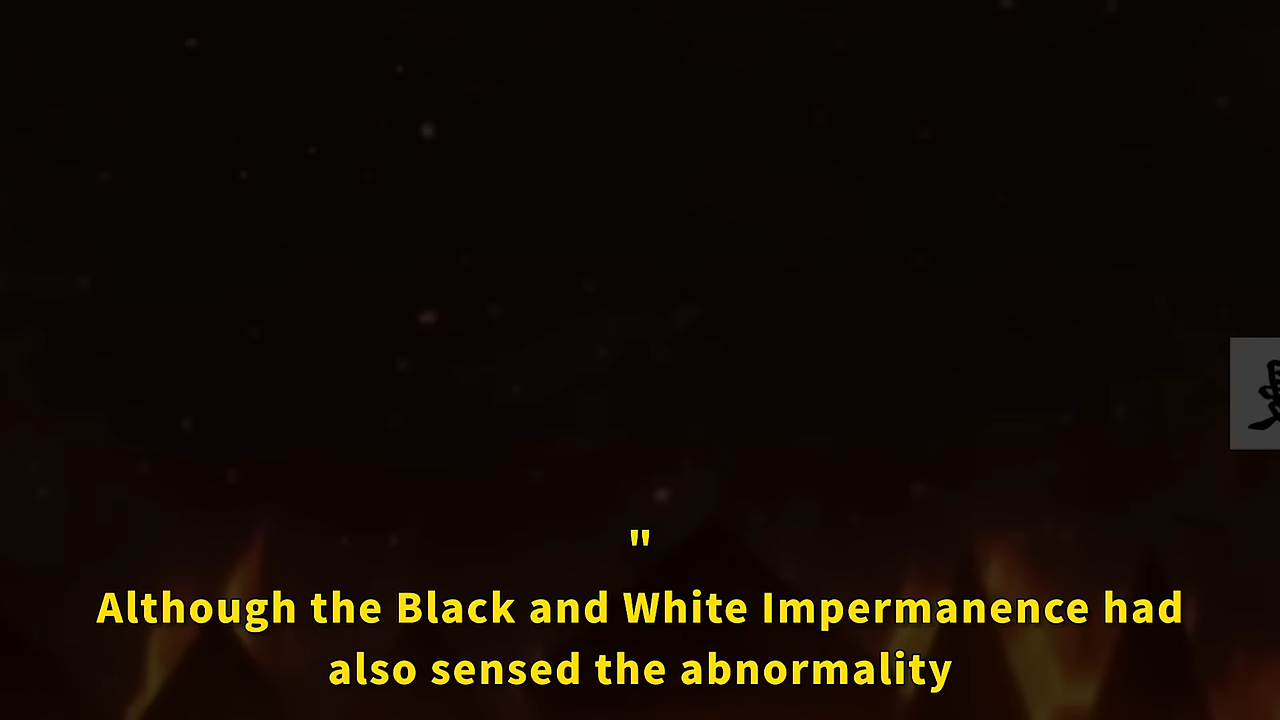 "
Although the Black and White Impermanence had
also sensed the abnormality